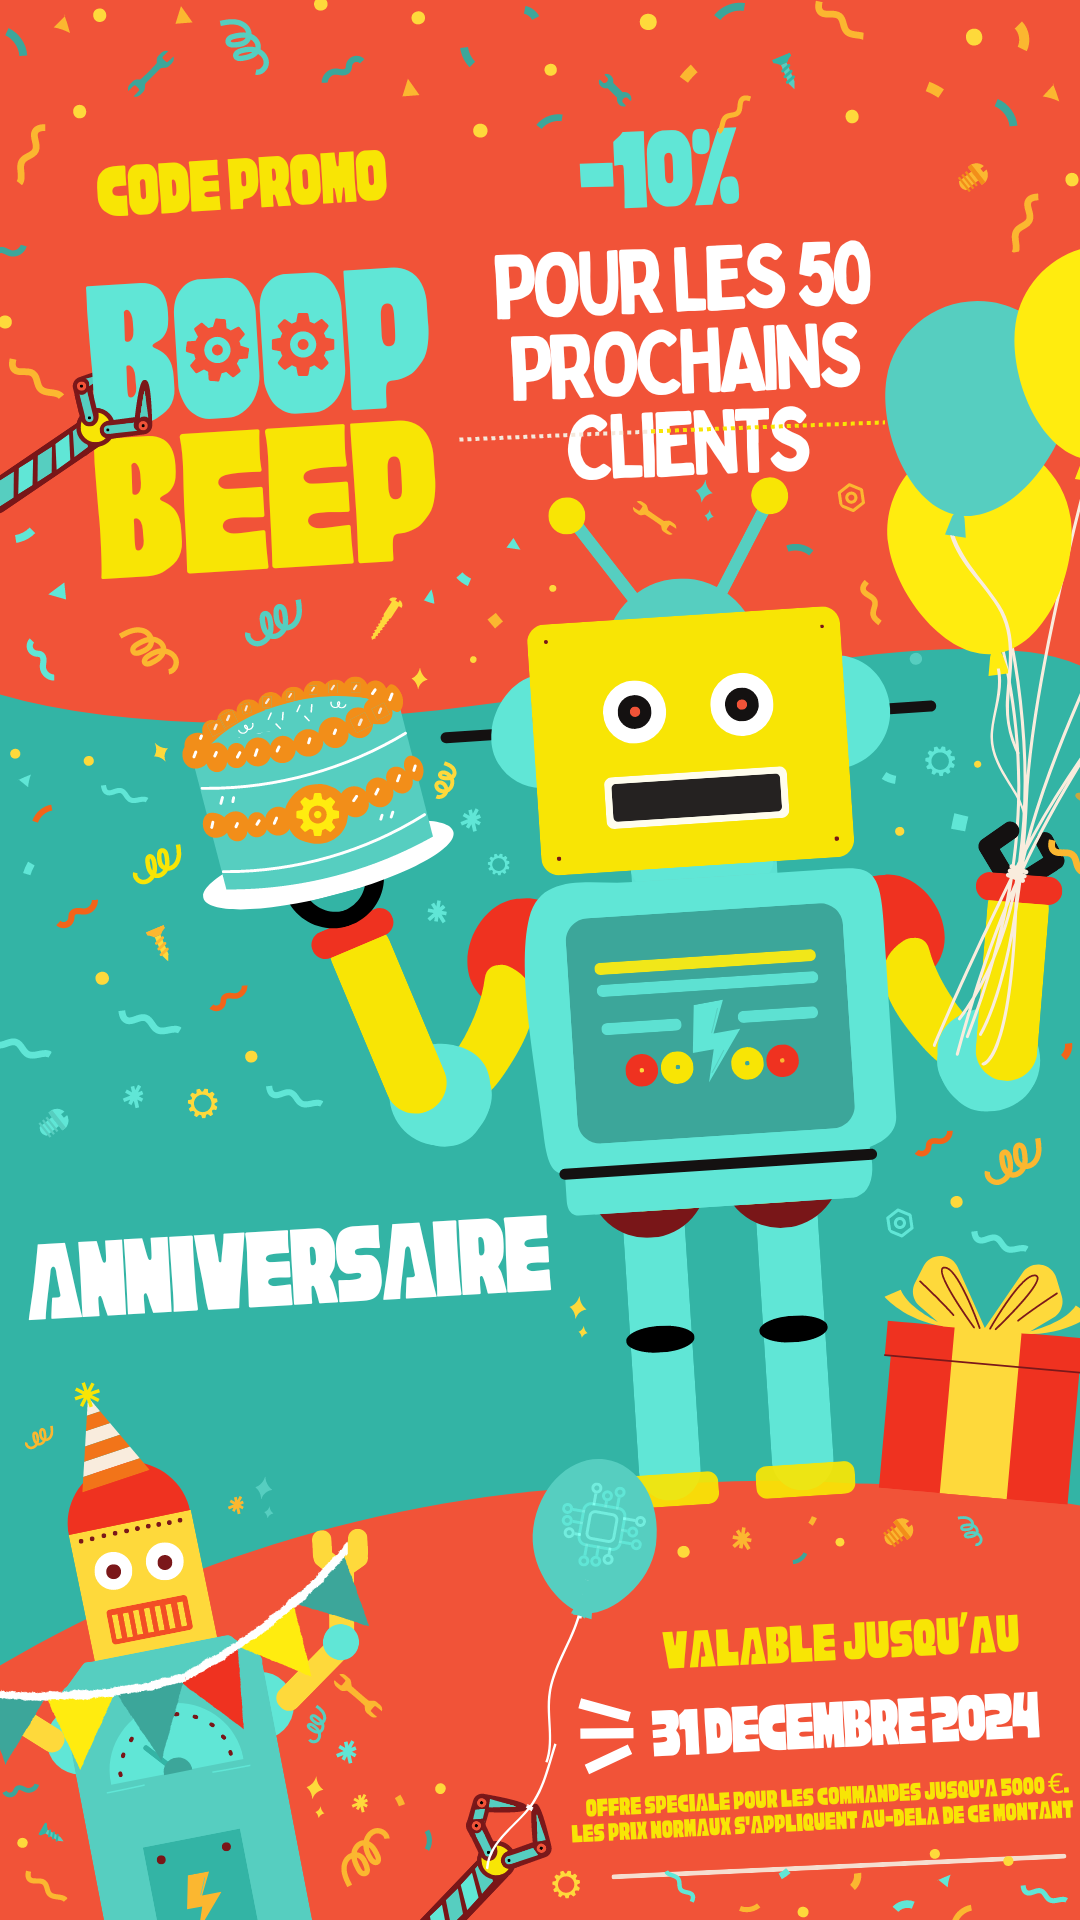 CODE PROMO
-10%
BOOP
BEEP
POUR LES 50
PROCHAINS
CLIENTS
ANNIVERSAIRE
VALABLE JUSQU'AU
31 DECEMBRE 2024
OFFRE SPECIALE POUR LES COMMANDES JUSQU'A 5000 €.
LES PRIX NORMAUX S'APPLIQUENT AU-DELA DE CE MONTANT